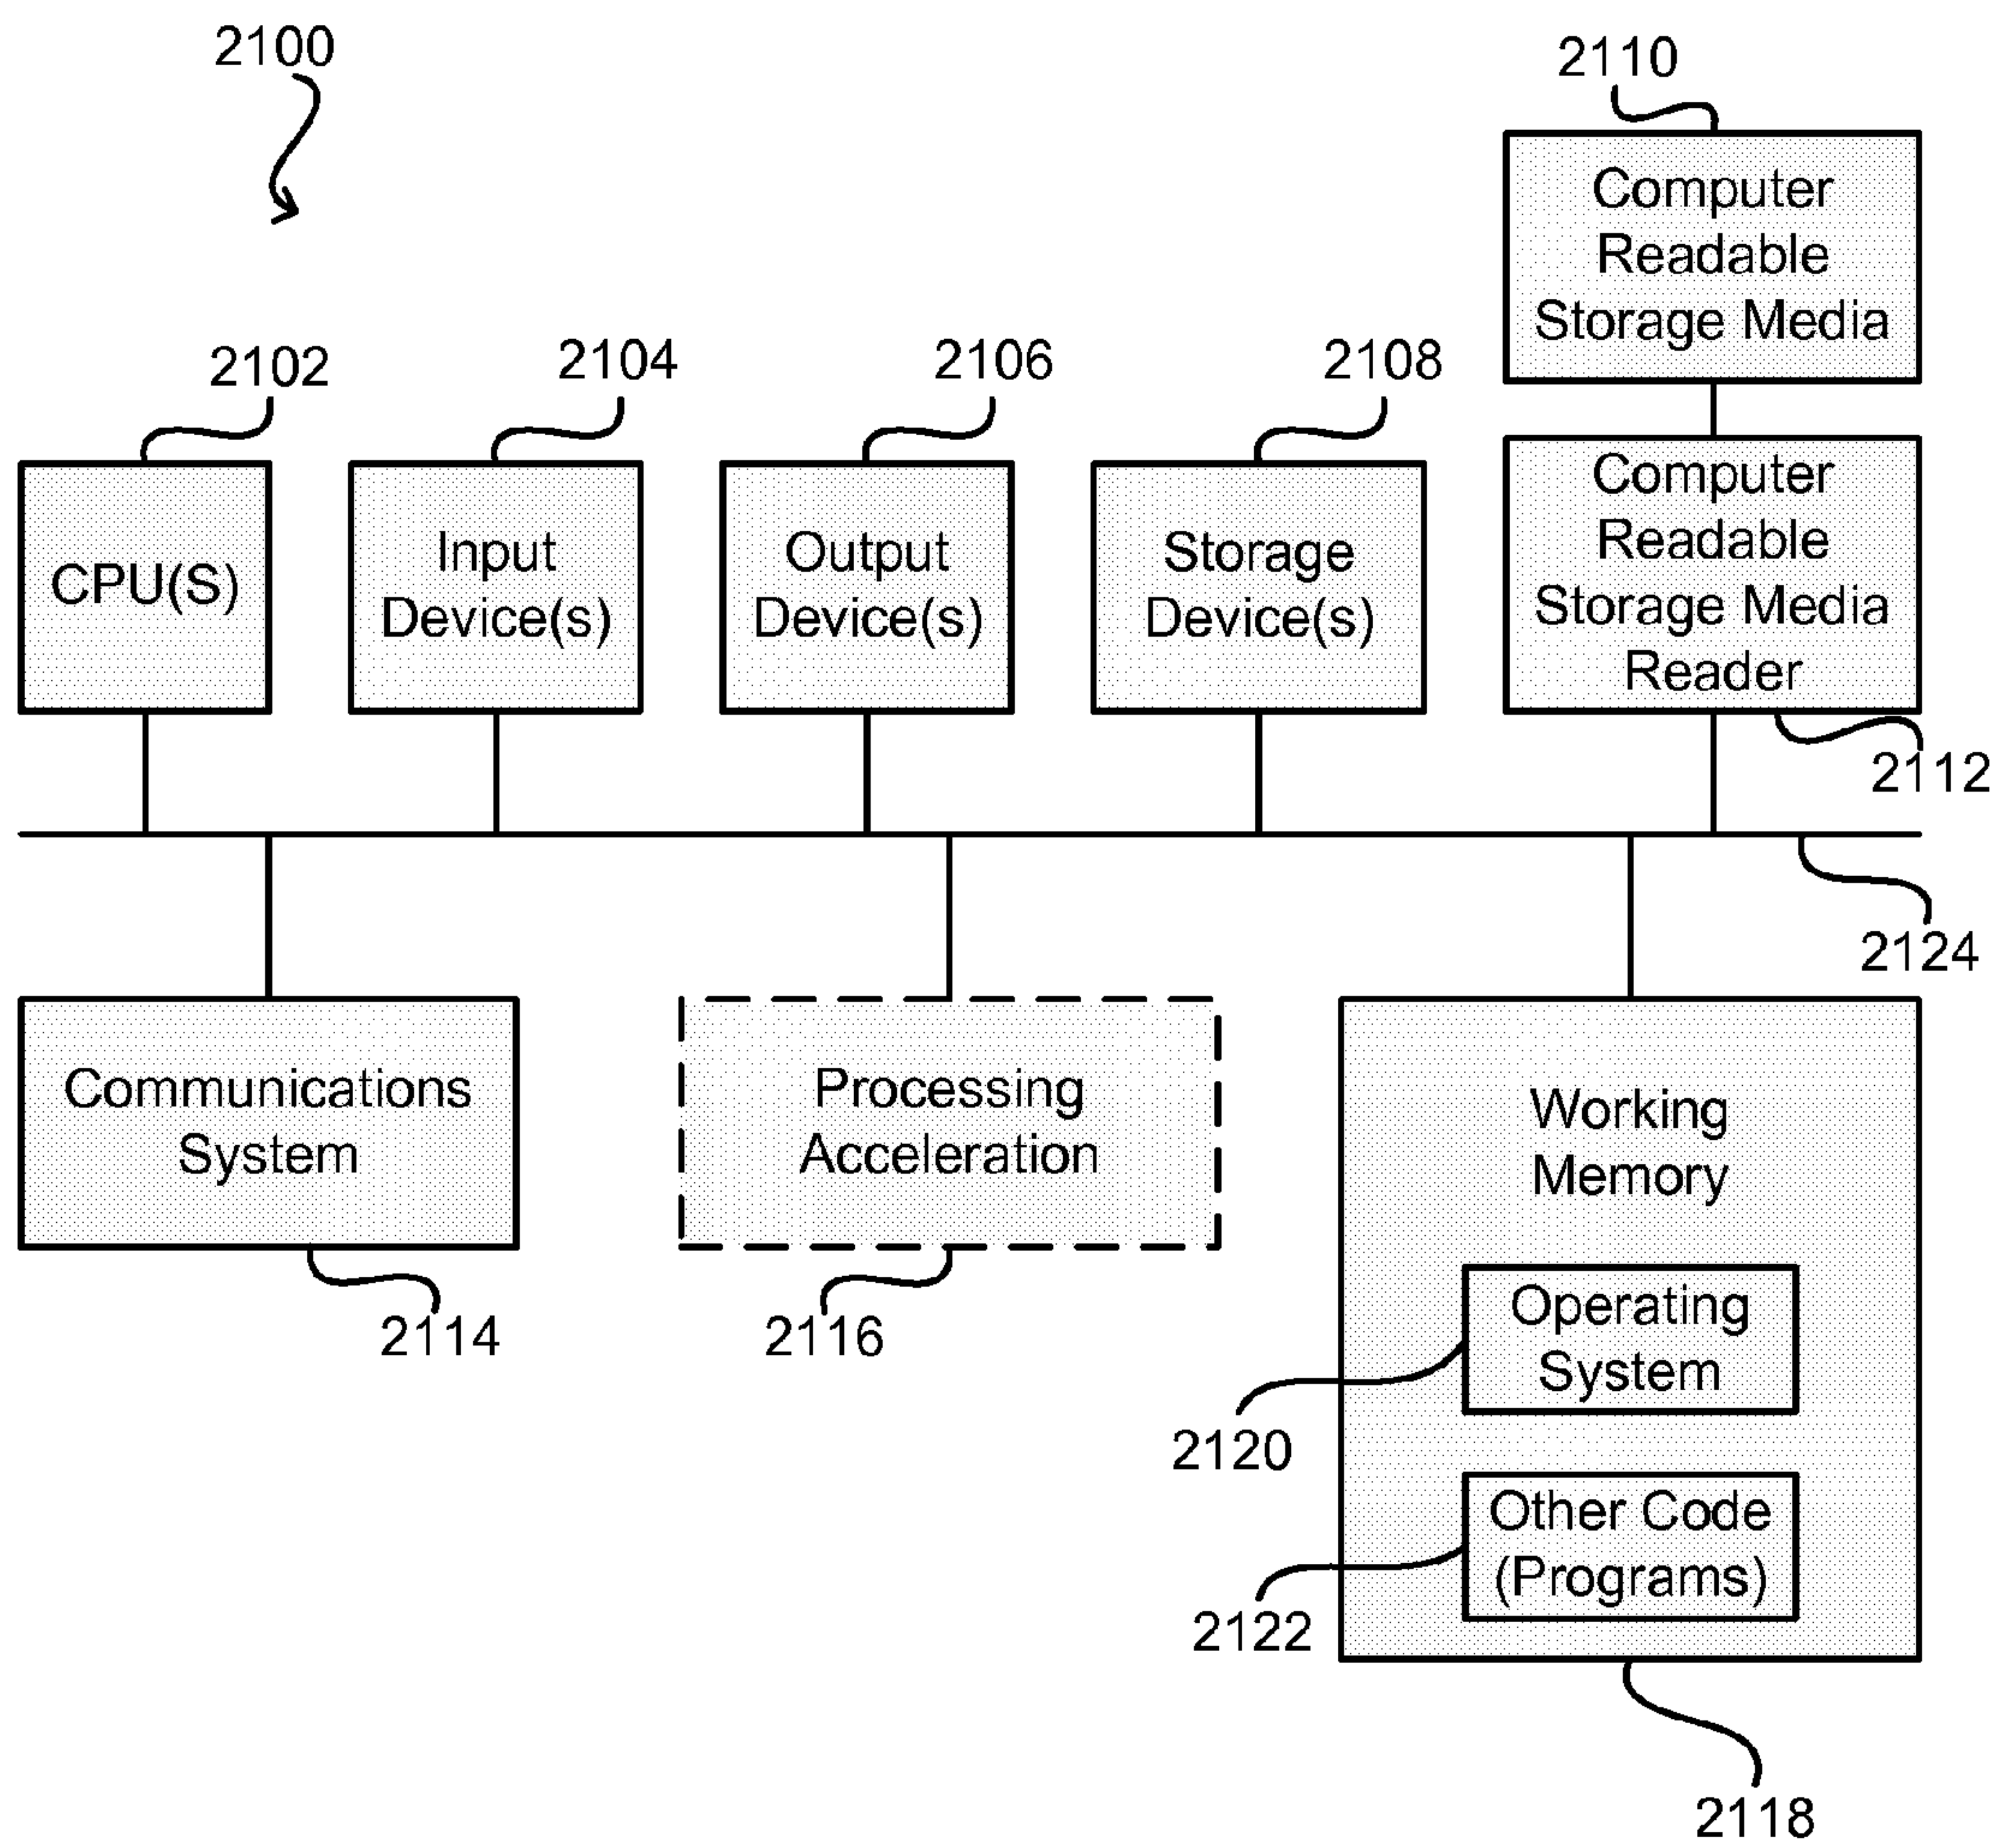 2100
2110
Computer
Readable
Storage Media
2102
2104
2106
2108
CPU(S)
Input
Device(s)
Output
Device(s)
Storage
Device(s)
Computer
Readable
Storage Media
Reader
2112
2124
Communications
System
Processing
Acceleration
Working
Memory
2114
2116
Operating
System
2120
Other Code
(Programs)
2122
2118